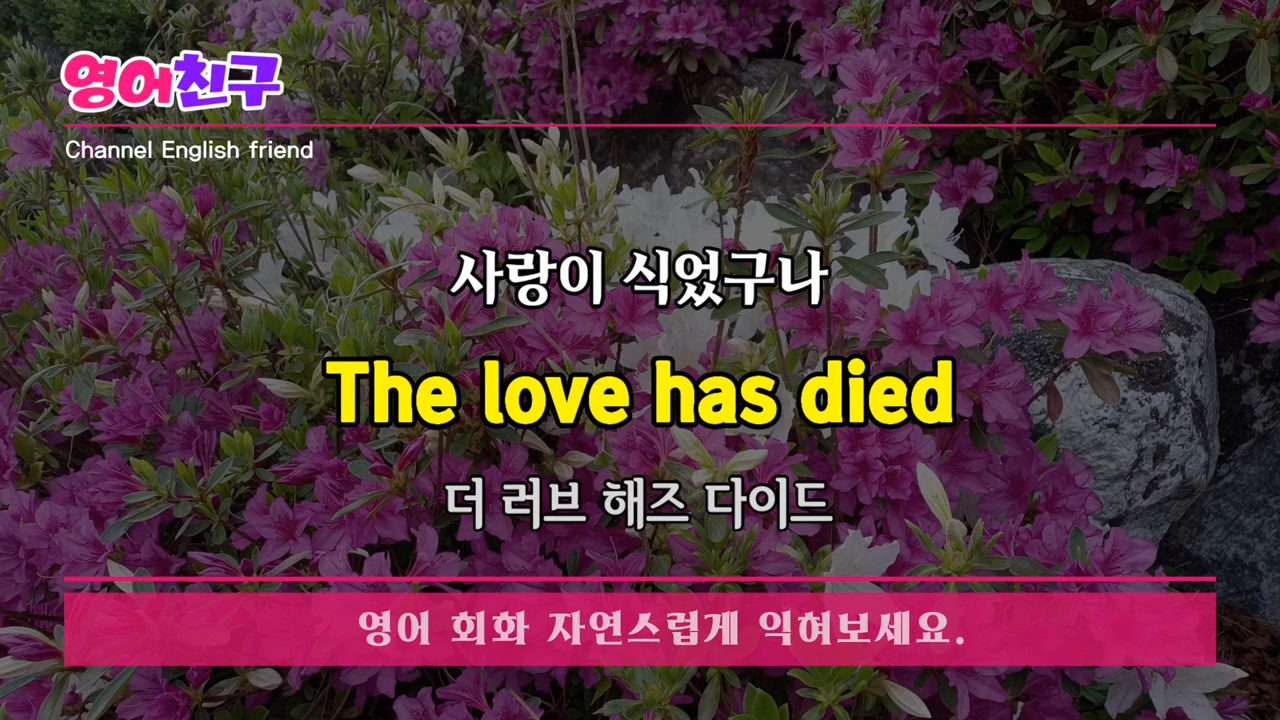 영어친구
Channel English friend
사랑이 식었구나
The love has died
더 러브 해즈 다이드
영어 회화 자연스럽게 익혀보세요.